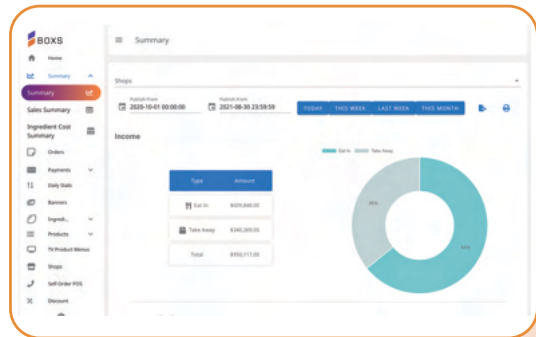 BOXS
Summary
Home
Summary
Summary
Sales Summary
Ingredient Cost
Summary
Orders
Payments
Daily Stats
Banners
Ingredi...
Products
TV Product Menus
Shops
Self-Order POS
Discount
Shops
Publish From
2020-10-01 00:00:00
Publish From
2021-08-30 23:59:59
TODAY
THIS WEEK
LAST WEEK
THIS MONTH
Income
Eat In
Take Away
Type
Amount
Eat In
Take Away
Total